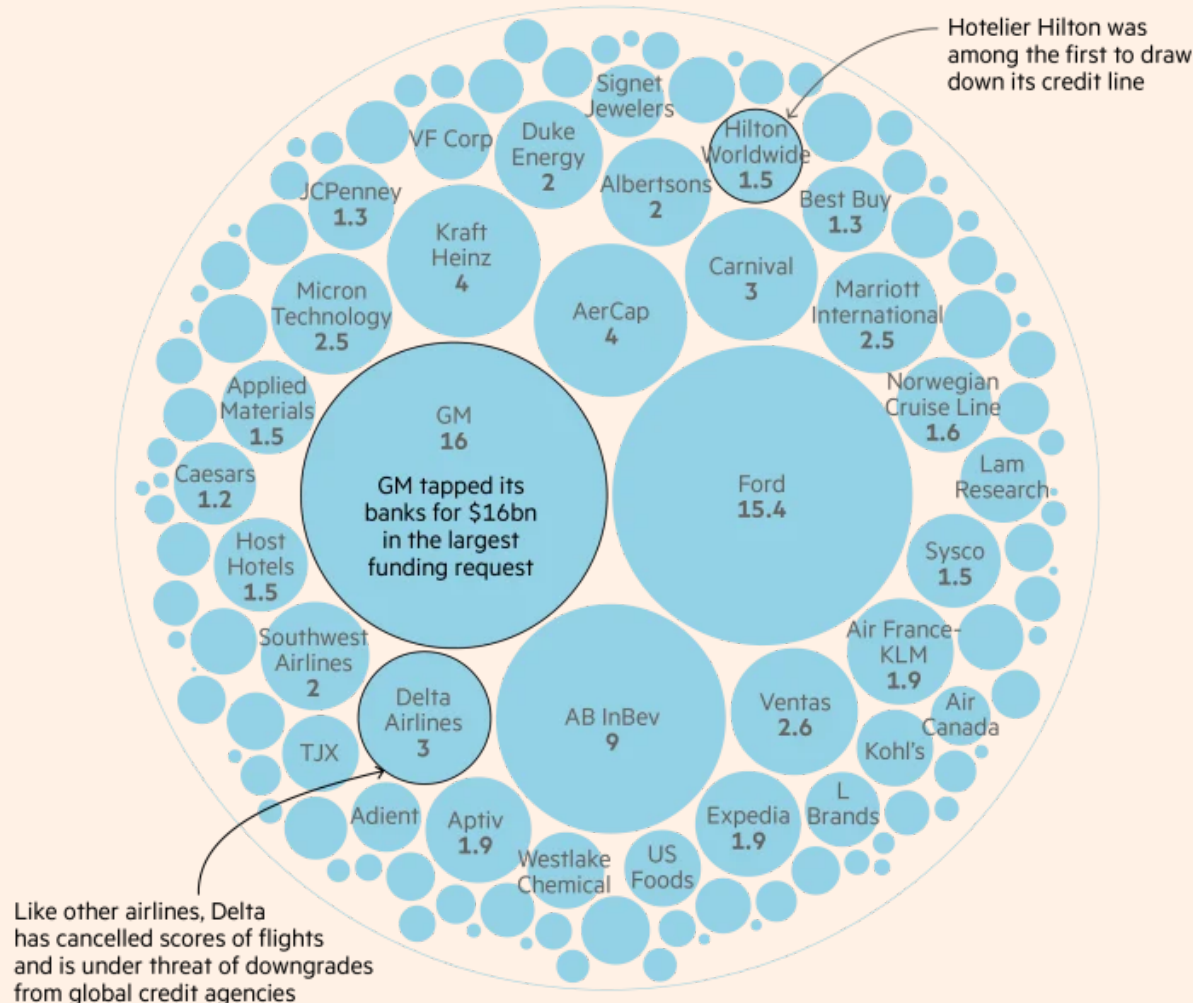 Hotelier Hilton was
among the first to draw
down its credit line
Signet
Jewelers
VF Corp
Duke
Energy
2
Hilton
Worldwide
1.5
Albertsons
2
JCPenney
1.3
Best Buy
1.3
Kraft
Heinz
4
Carnival
3
Micron
Technology
2.5
AerCap
4
Marriott
International
2.5
Applied
Materials
1.5
Norwegian
Cruise Line
1.6
GM
16
GM tapped its
banks for $16bn
in the largest
funding request
Ford
15.4
Caesars
1.2
Lam
Research
Host
Hotels
1.5
Sysco
1.5
Southwest
Airlines
2
Air France-
KLM
1.9
Delta
Airlines
3
AB InBev
9
Ventas
2.6
Air
Canada
TJX
Kohl's
Adient
Aptiv
1.9
Westlake
Chemical
US
Foods
Expedia
1.9
L
Brands
Like other airlines, Delta
has cancelled scores of flights
and is under threat of downgrades
from global credit agencies